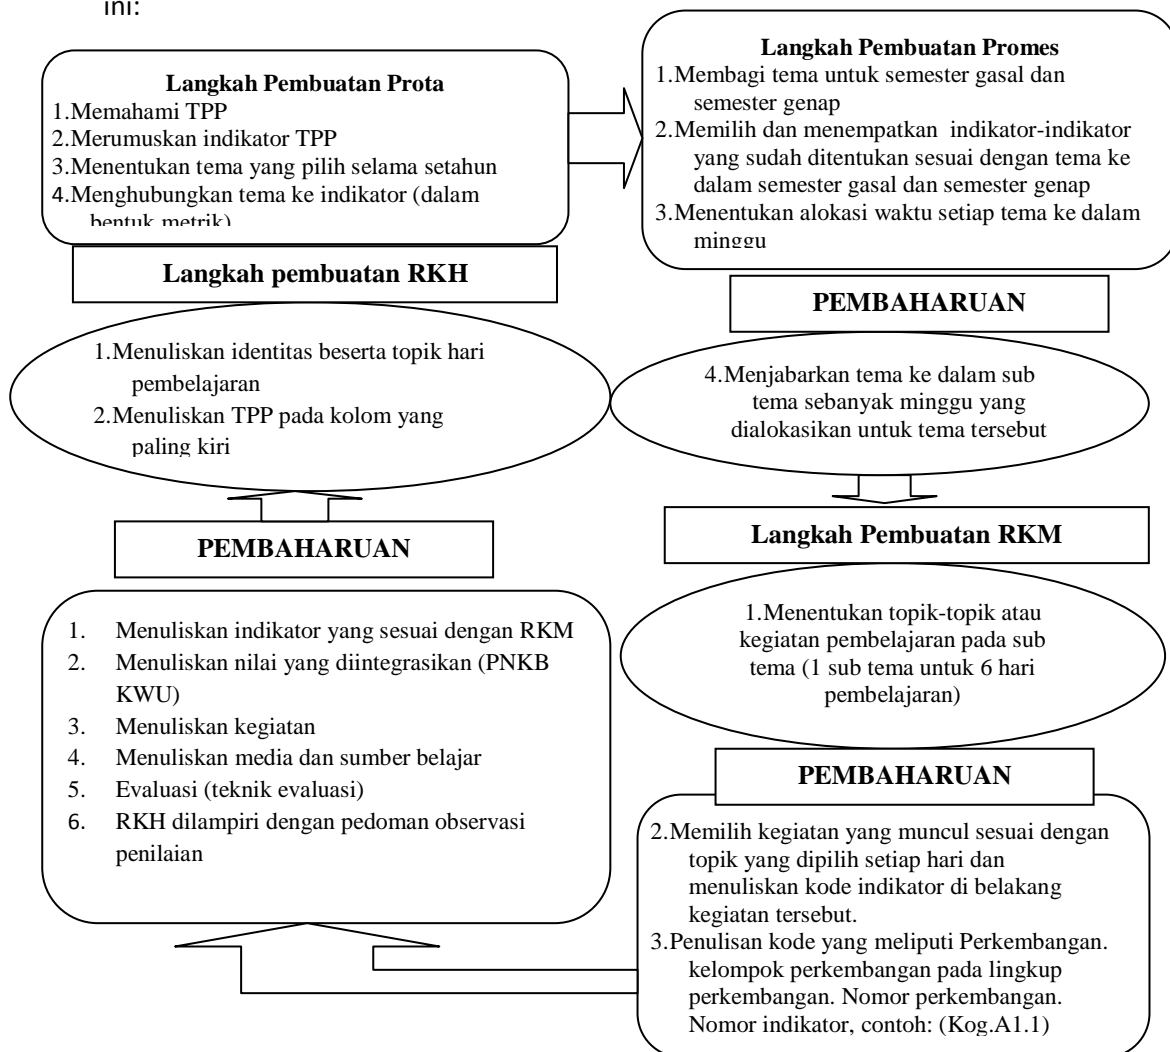 ini:
Langkah Pembuatan Prota
1.Memahami TPP
2.Merumuskan indikator TPP
3.Menentukan tema yang pilih selama setahun
4.Menghubungkan tema ke indikator (dalam
bentuk metrik)
Langkah Pembuatan Promes
1.Membagi tema untuk semester gasal dan
semester genap
2.Memilih dan menempatkan indikator-indikator
yang sudah ditentukan sesuai dengan tema ke
dalam semester gasal dan semester genap
3.Menentukan alokasi waktu setiap tema ke dalam
minggu
PEMBAHARUAN
4.Menjabarkan tema ke dalam sub
tema sebanyak minggu yang
dialokasikan untuk tema tersebut
Langkah Pembuatan RKM
1.Menentukan topik-topik atau
kegiatan pembelajaran pada sub
tema (1 sub tema untuk 6 hari
pembelajaran)
PEMBAHARUAN
2.Memilih kegiatan yang muncul sesuai dengan
topik yang dipilih setiap hari dan
menuliskan kode indikator di belakang
kegiatan tersebut.
3.Penulisan kode yang meliputi Perkembangan.
kelompok perkembangan pada lingkup
perkembangan. Nomor perkembangan.
Nomor indikator, contoh: (Kog.A1.1)
Langkah pembuatan RKH
1.Menuliskan identitas beserta topik hari
pembelajaran
2.Menuliskan TPP pada kolom yang
paling kiri
PEMBAHARUAN
1. Menuliskan indikator yang sesuai dengan RKM
2. Menuliskan nilai yang diintegrasikan (PNKB
KWU)
3. Menuliskan kegiatan
4. Menuliskan media dan sumber belajar
5. Evaluasi (teknik evaluasi)
6. RKH dilampiri dengan pedoman observasi
penilaian